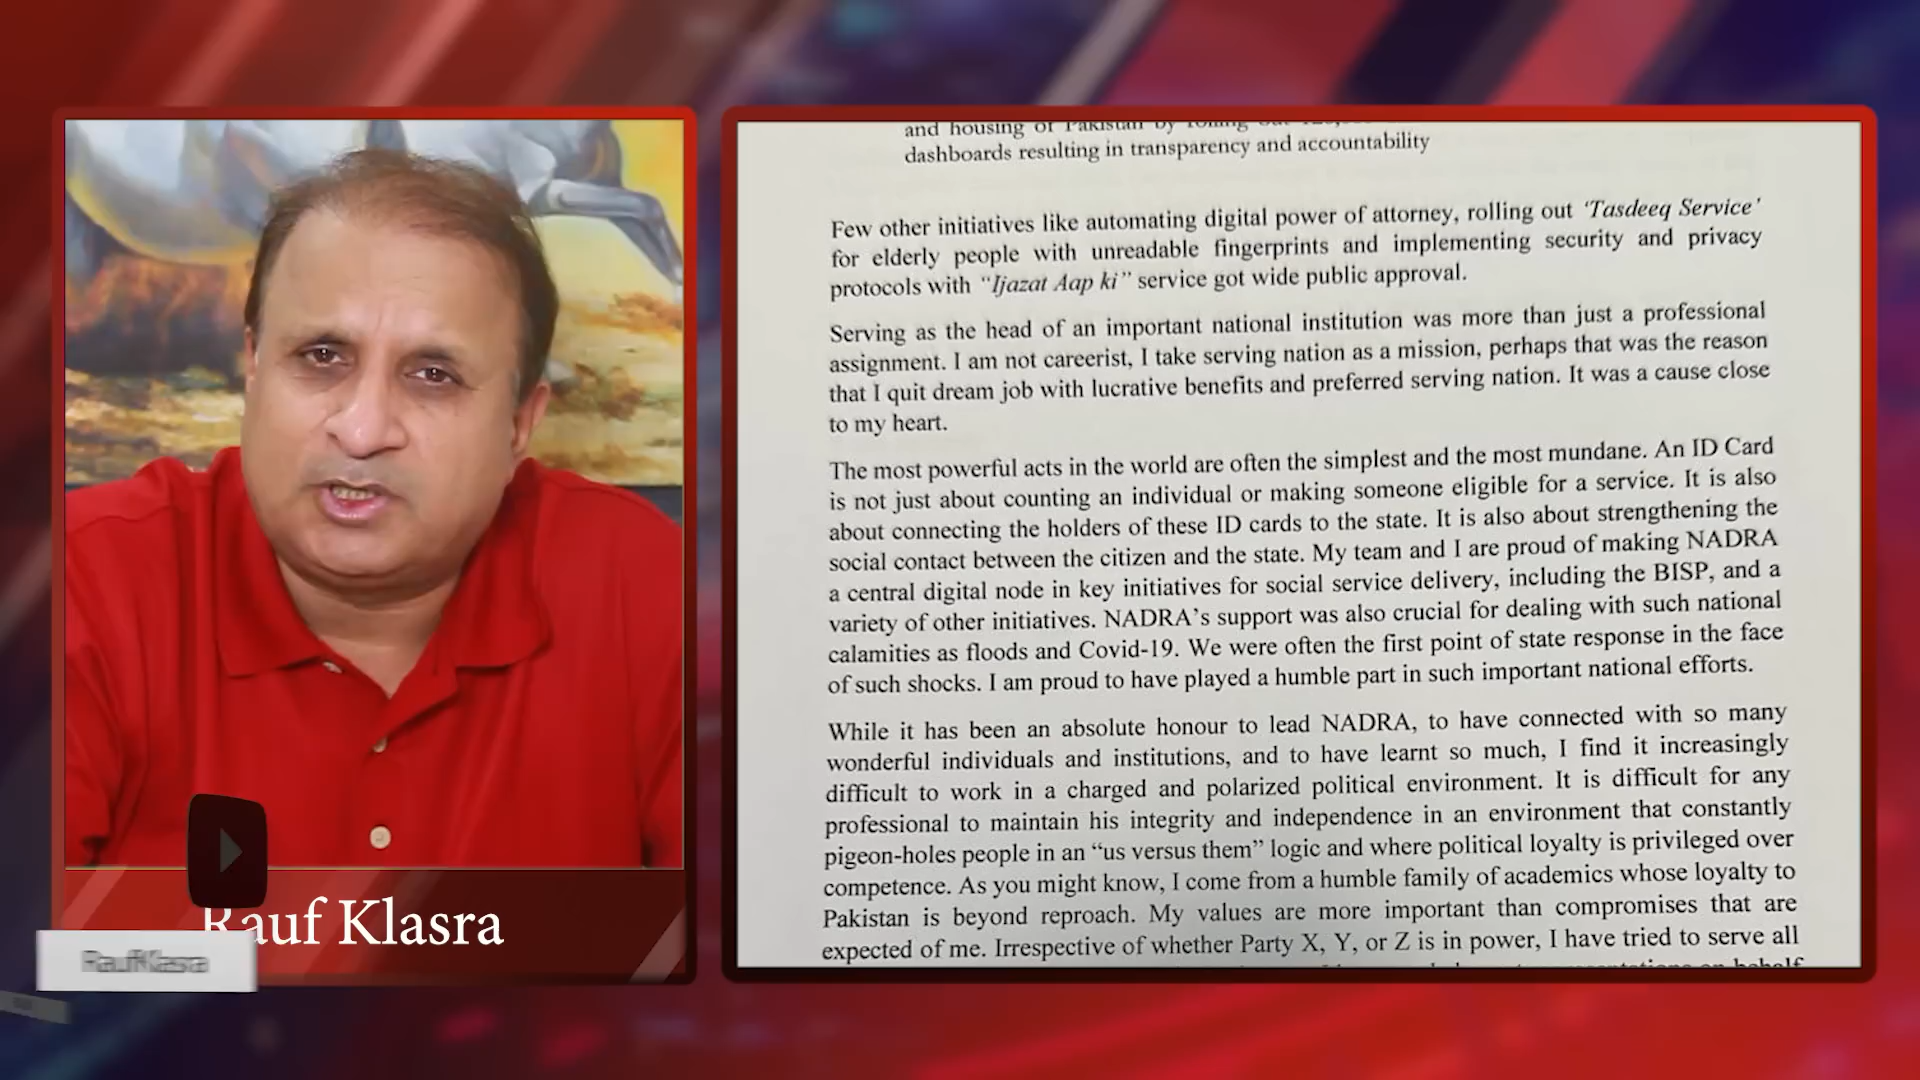 Rauf Klasra
RaufKlasra
and housing of Pakistan by rolling out
dashboards resulting in transparency and accountability
Few other initiatives like automating digital power of attorney, rolling out ‘Tasdeeq Service’
for elderly people with unreadable fingerprints and implementing security and privacy
protocols with “Ijazat Aap ki” service got wide public approval.
Serving as the head of an important national institution was more than just a professional
assignment. I am not careerist, I take serving nation as a mission, perhaps that was the reason
that I quit dream job with lucrative benefits and preferred serving nation. It was a cause close
to my heart.
The most powerful acts in the world are often the simplest and the most mundane. An ID Card
is not just about counting an individual or making someone eligible for a service. It is also
about connecting the holders of these ID cards to the state. It is also about strengthening the
social contact between the citizen and the state. My team and I are proud of making NADRA
a central digital node in key initiatives for social service delivery, including the BISP, and a
variety of other initiatives. NADRA’s support was also crucial for dealing with such national
calamities as floods and Covid-19. We were often the first point of state response in the face
of such shocks. I am proud to have played a humble part in such important national efforts.
While it has been an absolute honour to lead NADRA, to have connected with so many
wonderful individuals and institutions, and to have learnt so much, I find it increasingly
difficult to work in a charged and polarized political environment. It is difficult for any
professional to maintain his integrity and independence in an environment that constantly
pigeon-holes people in an “us versus them” logic and where political loyalty is privileged over
competence. As you might know, I come from a humble family of academics whose loyalty to
Pakistan is beyond reproach. My values are more important than compromises that are
expected of me. Irrespective of whether Party X, Y, or Z is in power, I have tried to serve all
on behalf